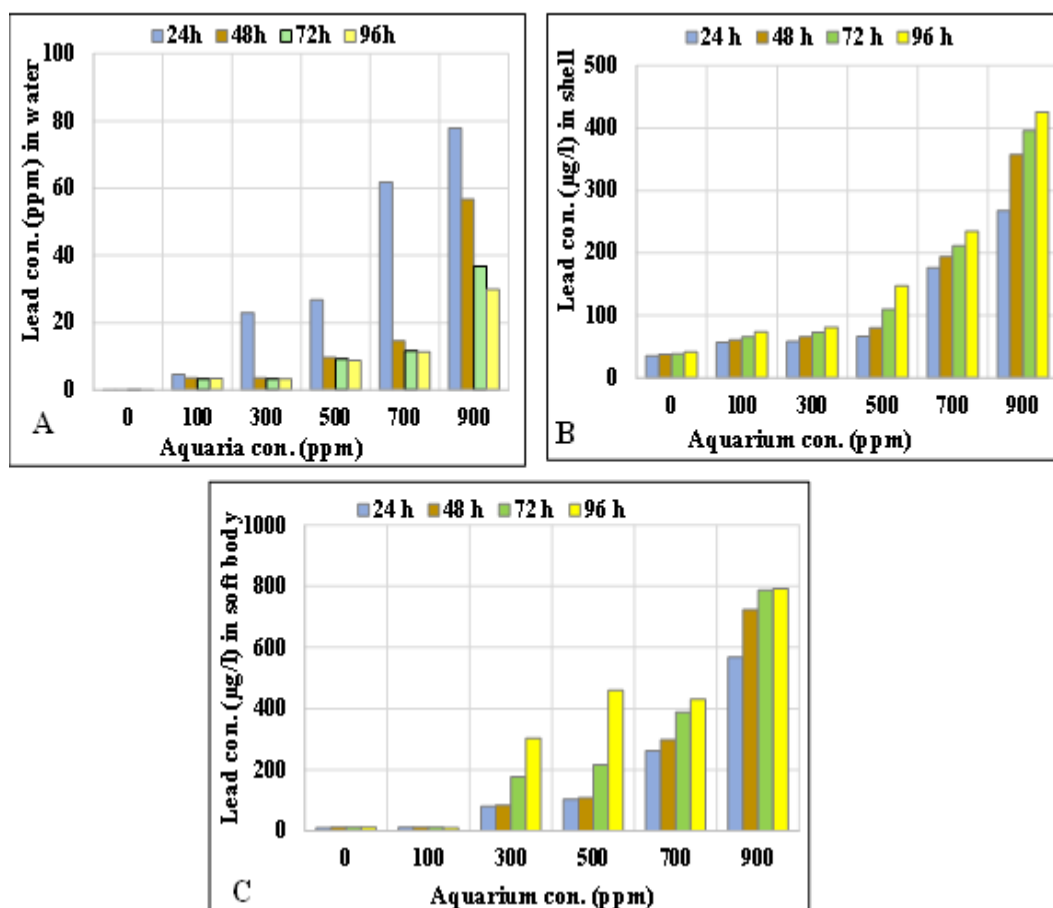 24h 48h 72h 96h
Lead con. (ppm) in water
100
80
60
40
20
0
0 100 300 500 700 900
Aquaria con. (ppm)
A
24 h 48 h 72 h 96 h
Lead con. (µg/l) in shell
500
400
300
200
100
0
0 100 300 500 700 900
Aquarium con. (ppm)
B
24 h 48 h 72 h 96 h
Lead con. (µg/l) in soft body
1000
800
600
400
200
0
0 100 300 500 700 900
Aquarium con. (ppm)
C